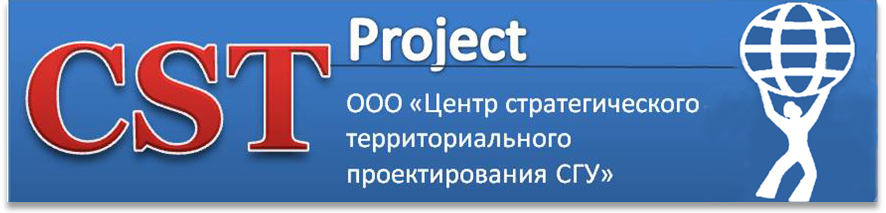 CST Project
ООО «Центр стратегического
территориального
проектирования СГУ»